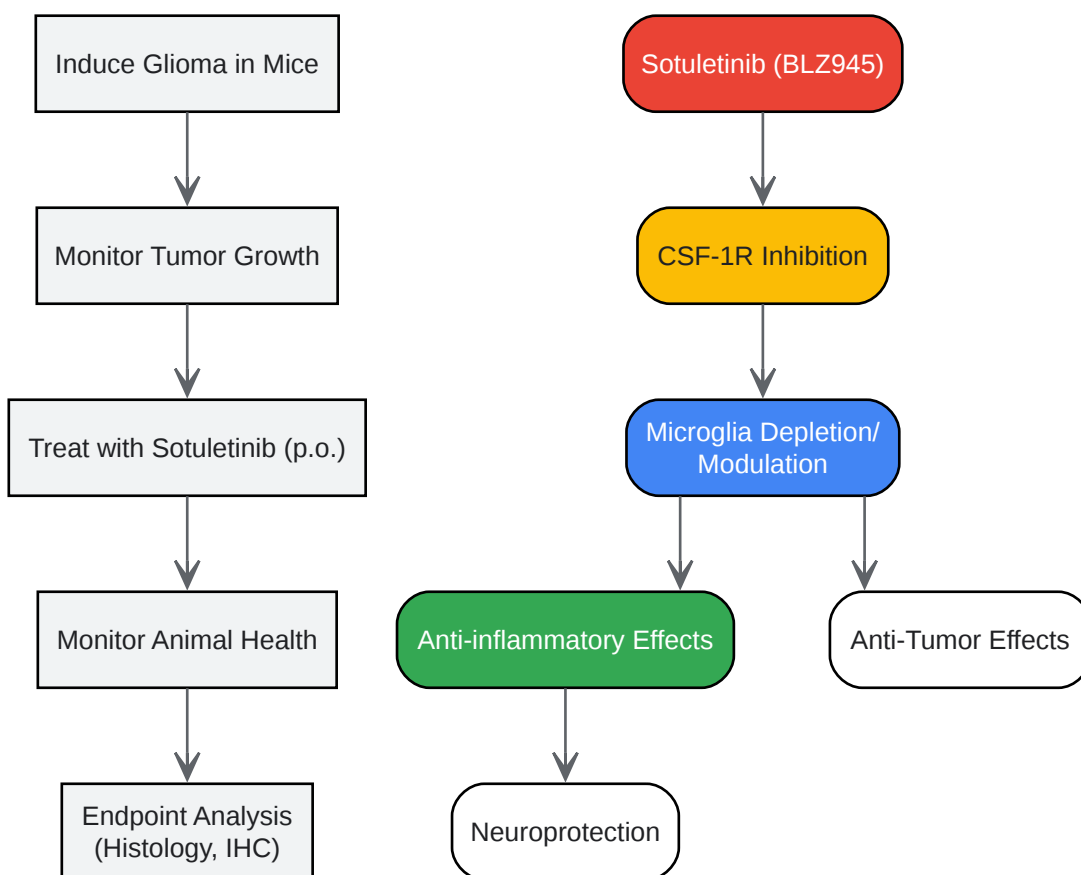 Induce Glioma in Mice
Monitor Tumor Growth
Treat with Sotuletinib (p.o.)
Monitor Animal Health
Endpoint Analysis
(Histology, IHC)
Sotuletinib (BLZ945)
CSF-1R Inhibition
Microglia Depletion/
Modulation
Anti-inflammatory Effects
Anti-Tumor Effects
Neuroprotection